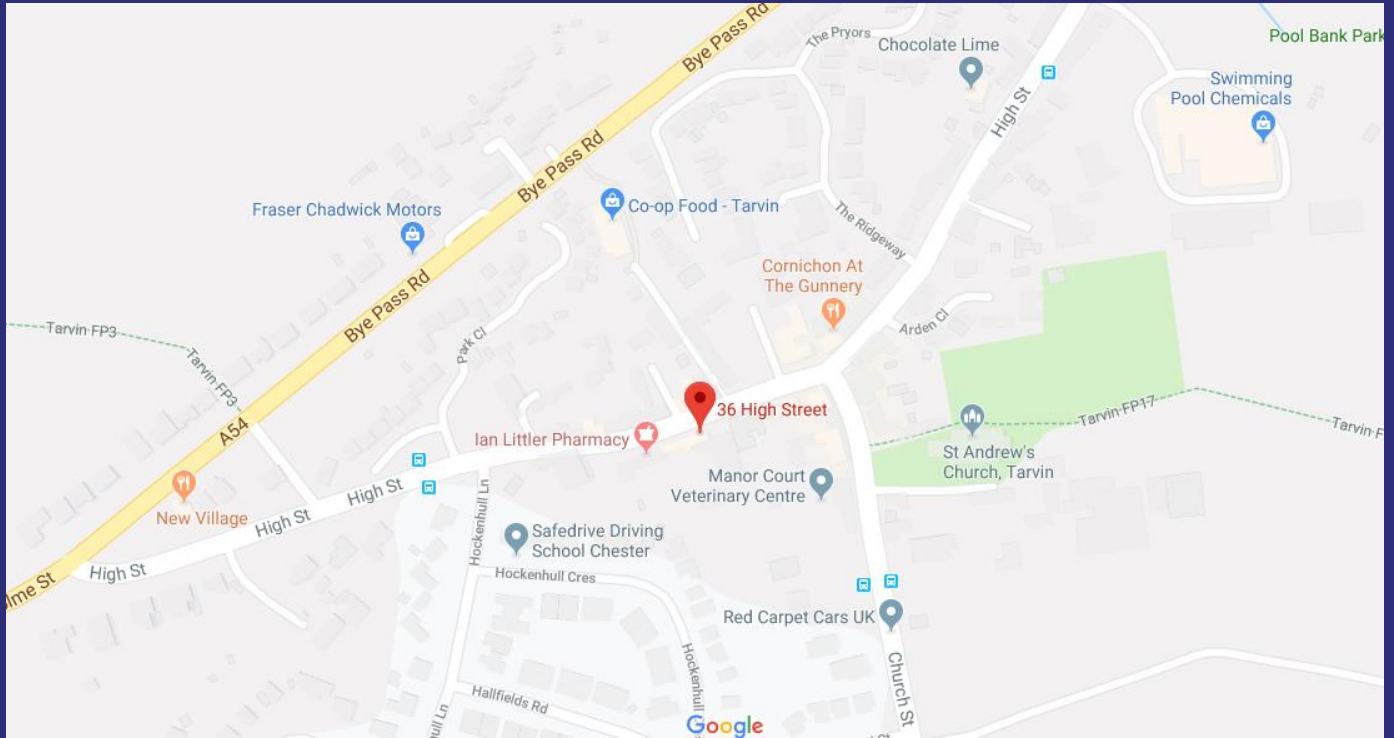 Bye Pass Rd
The Pryors
Chocolate Lime
Pool Bank Park
Swimming
Pool Chemicals
High St
Bye Pass Rd
Fraser Chadwick Motors
Co-op Food - Tarvin
The Ridgeway
Cornichon At
The Gunnery
Bye Pass Rd
Tarvin FP3
Tarvin FP3
Park Cl
Arden Cl
36 High Street
A54
Ian Littler Pharmacy
Tarvin FP17
Tarvin F
St Andrew's
Church, Tarvin
Manor Court
Veterinary Centre
High St
New Village
High St
Hockenhull Ln
Safedrive Driving
School Chester
High St
lme St
Hockenhull Cres
Red Carpet Cars UK
Hockenhull
Church St
Hallfields Rd
ull Ln
Google